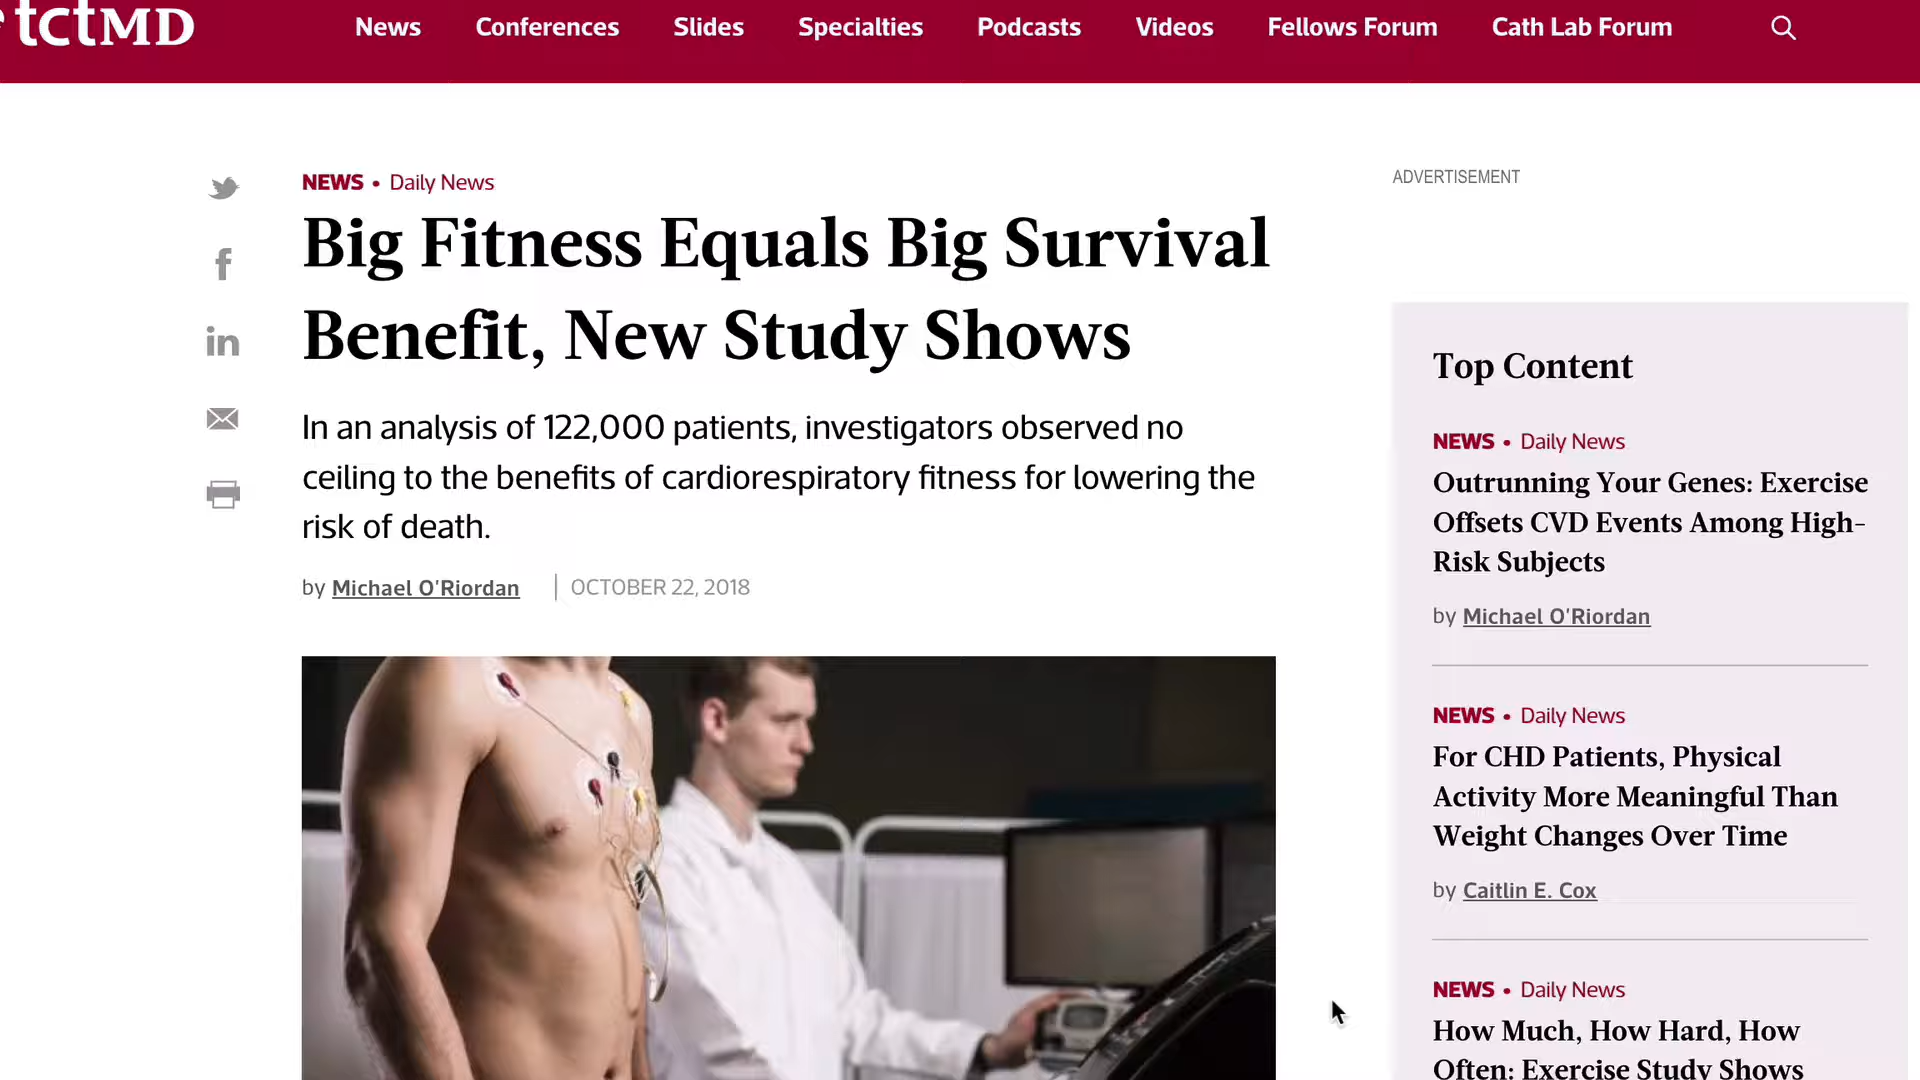 tctMD
News Conferences Slides Specialties Podcasts Videos Fellows Forum Cath Lab Forum
NEWS • Daily News
Big Fitness Equals Big Survival
Benefit, New Study Shows
In an analysis of 122,000 patients, investigators observed no
ceiling to the benefits of cardiorespiratory fitness for lowering the
risk of death.
by Michael O'Riordan | OCTOBER 22, 2018
ADVERTISEMENT
Top Content
NEWS • Daily News
Outrunning Your Genes: Exercise
Offsets CVD Events Among High-
Risk Subjects
by Michael O'Riordan
NEWS • Daily News
For CHD Patients, Physical
Activity More Meaningful Than
Weight Changes Over Time
by Caitlin E. Cox
NEWS • Daily News
How Much, How Hard, How
Often: Exercise Study Shows